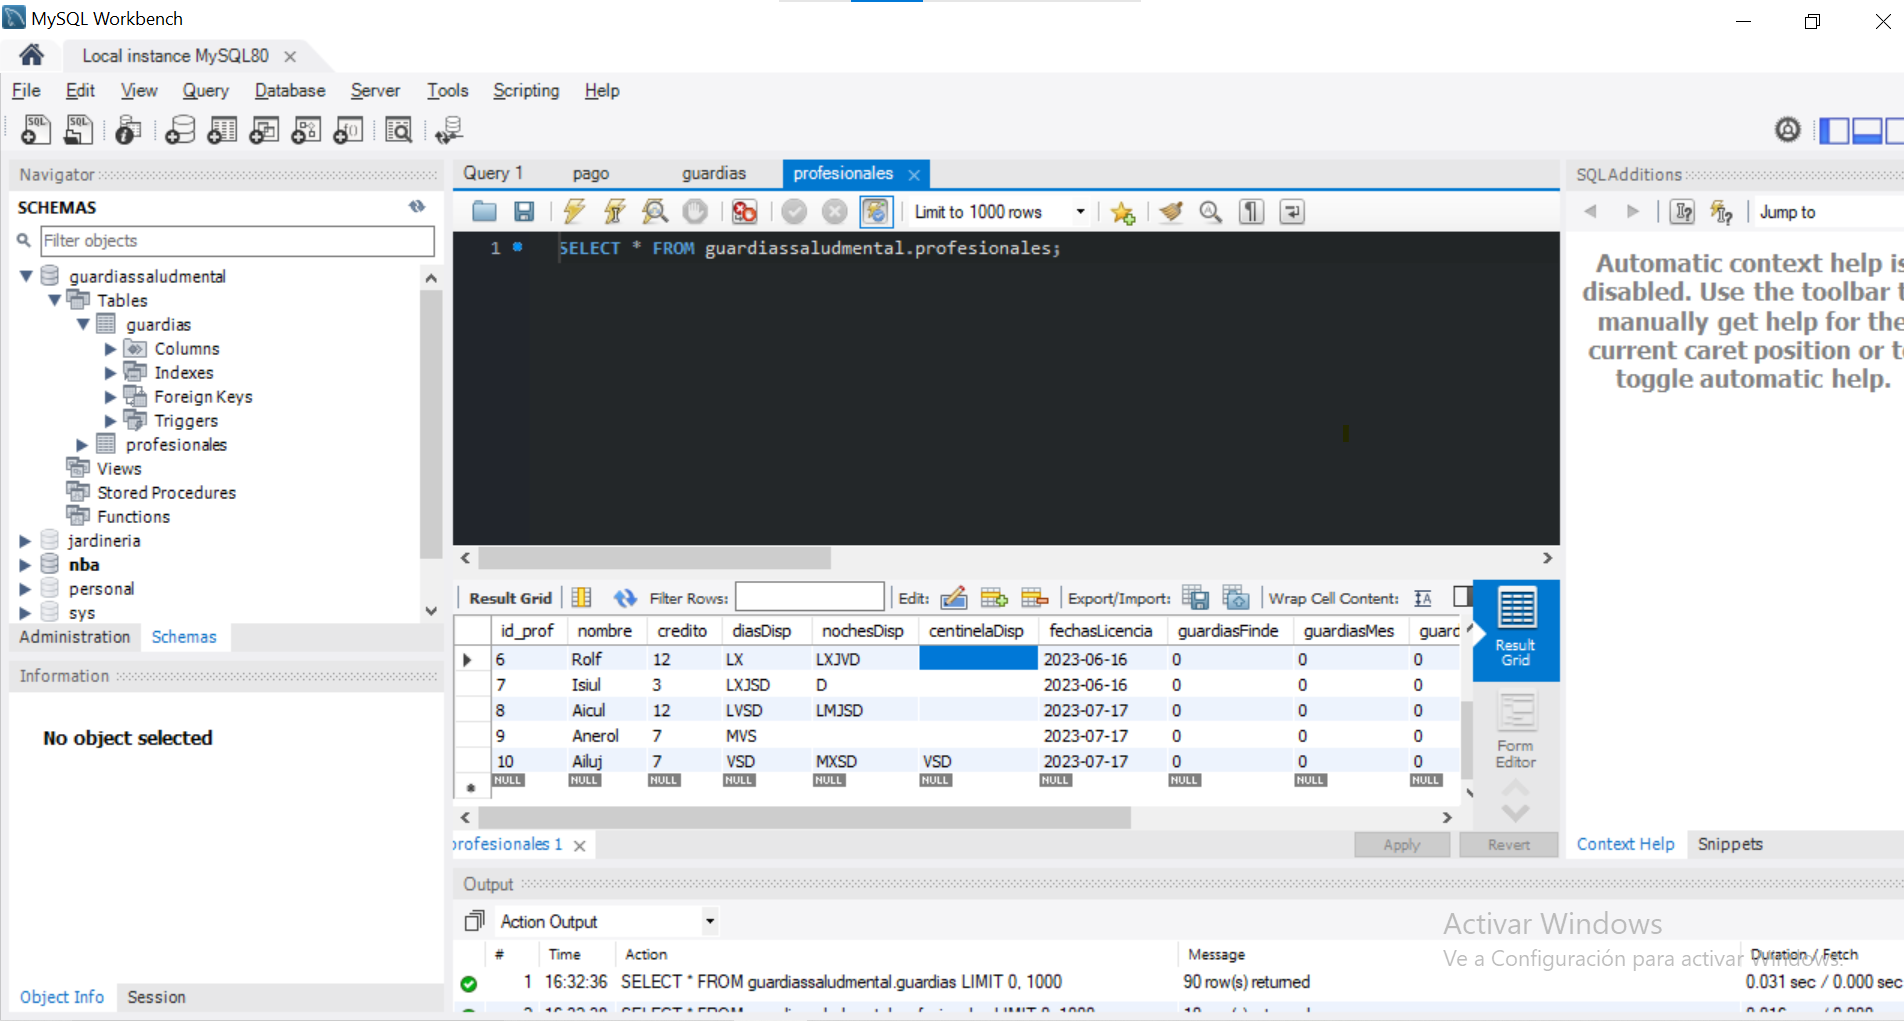 MySQL Workbench
Local instance MySQL80
File Edit View Query Database Server Tools Scripting Help
Navigator
SCHEMAS
Filter objects
guardiassaludmental
Tables
guardias
Columns
Indexes
Foreign Keys
Triggers
profesionales
Views
Stored Procedures
Functions
jardineria
nba
personal
sys
Administration Schemas
Information
No object selected
Object Info Session
Query 1 pago guardias profesionales
Limit to 1000 rows
1 SELECT * FROM guardiassaludmental.profesionales;
Result Grid Filter Rows: Edit: Export/Import: Wrap Cell Content:
id_prof nombre credito diasDisp nochesDisp centinelaDisp fechasLicencia guardiasFinde guardiasMes guard
6 Rolf 12 LX LXJVD 2023-06-16 0 0 0
7 Isiul 3 LXJSD D 2023-06-16 0 0 0
8 Aicul 12 LVSD LMJSD 2023-07-17 0 0 0
9 Anerol 7 MVS 2023-07-17 0 0 0
10 Ailuj 7 VSD MXSD VSD 2023-07-17 0 0 0
NULL NULL NULL NULL NULL NULL NULL NULL NULL NULL
Result
Grid
Form
Editor
profesionales 1
Apply Revert
SQLAdditions
Jump to
Automatic context help is
disabled. Use the toolbar t
manually get help for the
current caret position or to
toggle automatic help.
Context Help Snippets
Output
Action Output
# Time Action Message Duration / Fetch
1 16:32:36 SELECT * FROM guardiassaludmental.guardias LIMIT 0, 1000 90 row(s) returned 0.031 sec / 0.000 sec
Activar Windows
Ve a Configuración para activar Windows.